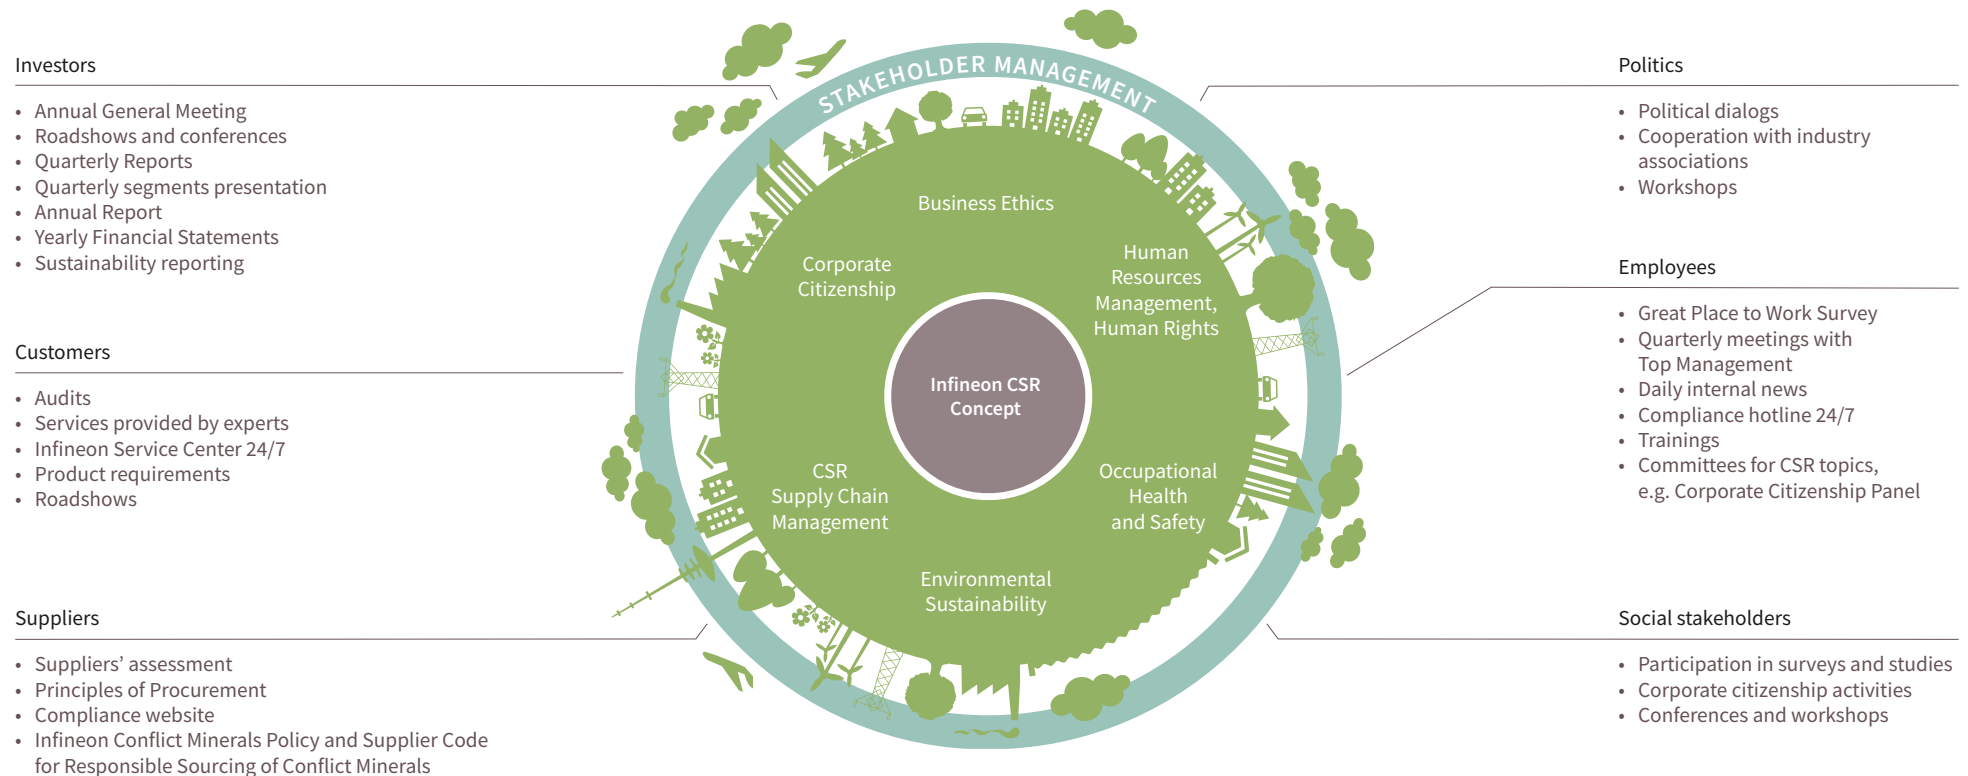 Investors
• Annual General Meeting
• Roadshows and conferences
• Quarterly Reports
• Quarterly segments presentation
• Annual Report
• Yearly Financial Statements
• Sustainability reporting
Customers
• Audits
• Services provided by experts
• Infineon Service Center 24/7
• Product requirements
• Roadshows
Suppliers
• Suppliers’ assessment
• Principles of Procurement
• Compliance website
• Infineon Conflict Minerals Policy and Supplier Code
for Responsible Sourcing of Conflict Minerals
STAKEHOLDER MANAGEMENT
Business Ethics
Corporate
Citizenship
Human
Resources
Management,
Human Rights
Infineon CSR
Concept
CSR
Supply Chain
Management
Occupational
Health
and Safety
Environmental
Sustainability
Politics
• Political dialogs
• Cooperation with industry
associations
• Workshops
Employees
• Great Place to Work Survey
• Quarterly meetings with
Top Management
• Daily internal news
• Compliance hotline 24/7
• Trainings
• Committees for CSR topics,
e.g. Corporate Citizenship Panel
Social stakeholders
• Participation in surveys and studies
• Corporate citizenship activities
• Conferences and workshops